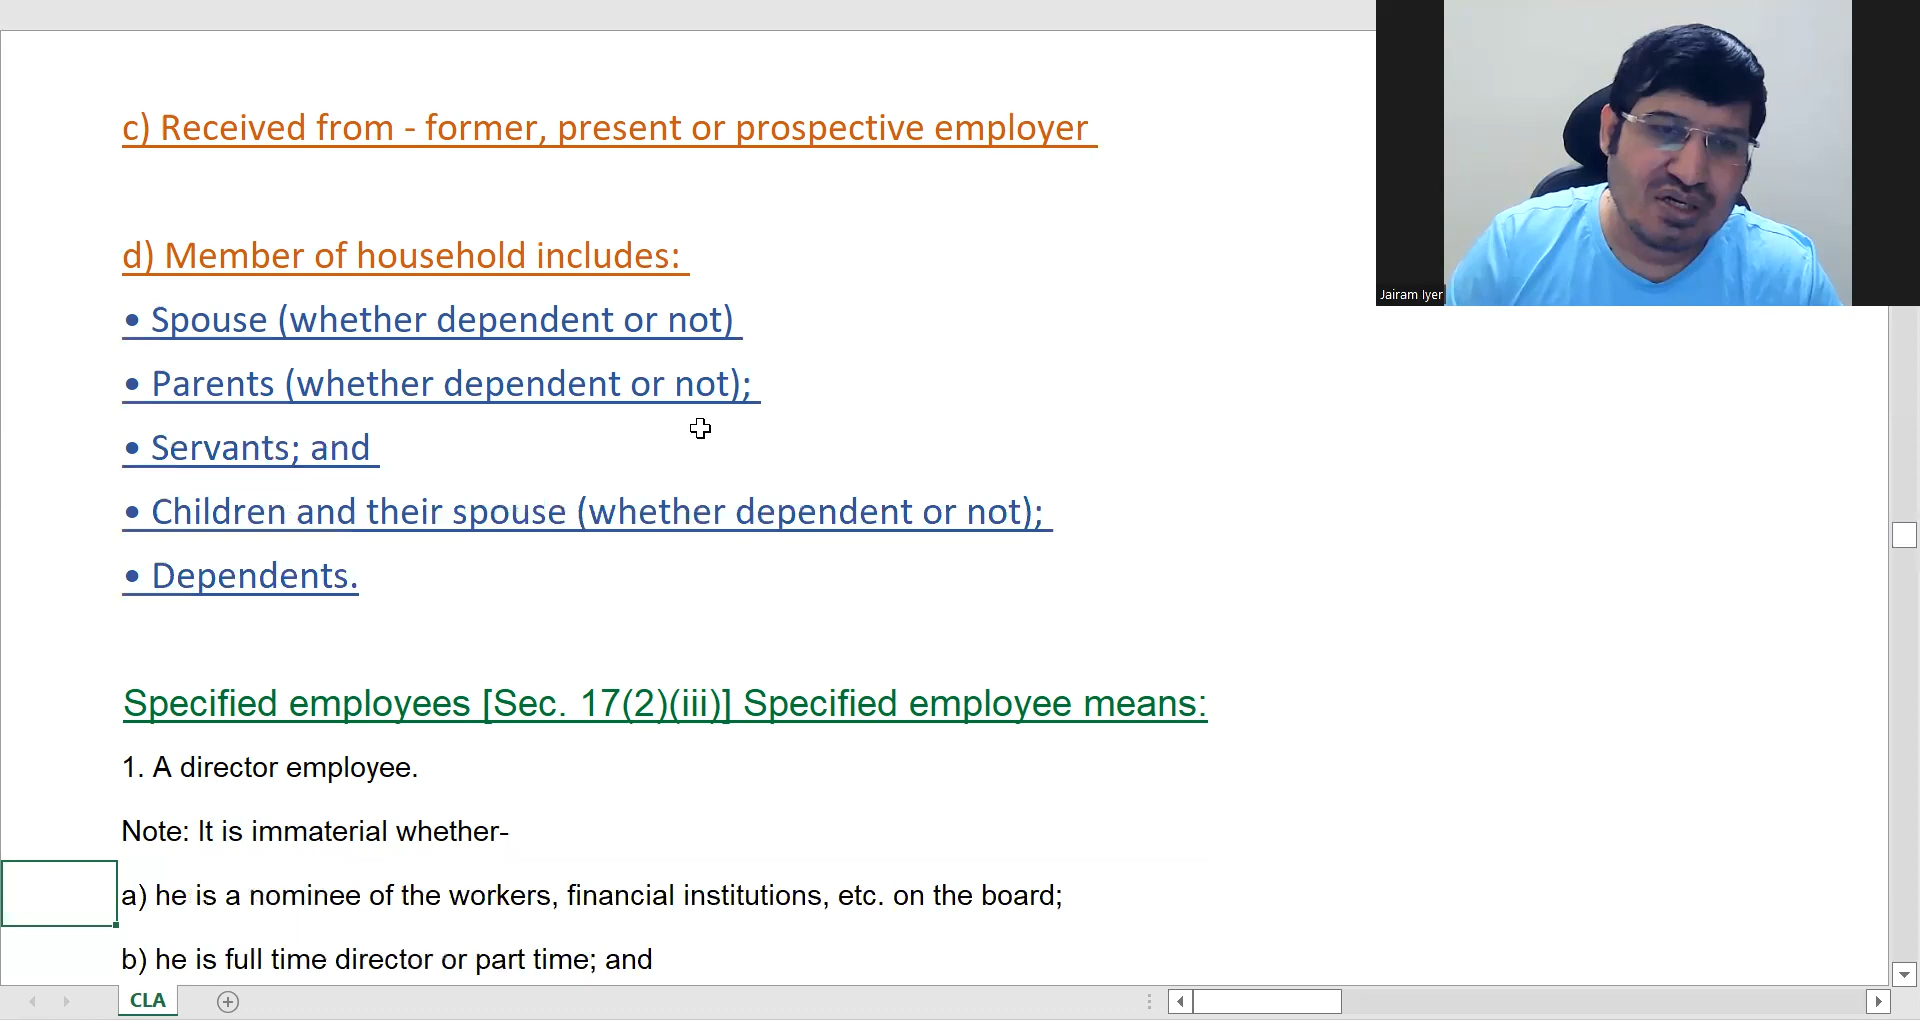 c) Received from - former, present or prospective employer
d) Member of household includes:
• Spouse (whether dependent or not)
• Parents (whether dependent or not);
• Servants; and
• Children and their spouse (whether dependent or not);
• Dependents.
Specified employees [Sec. 17(2)(iii)] Specified employee means:
1. A director employee.
Note: It is immaterial whether-
a) he is a nominee of the workers, financial institutions, etc. on the board;
b) he is full time director or part time; and
CLA
Jairam Iyer